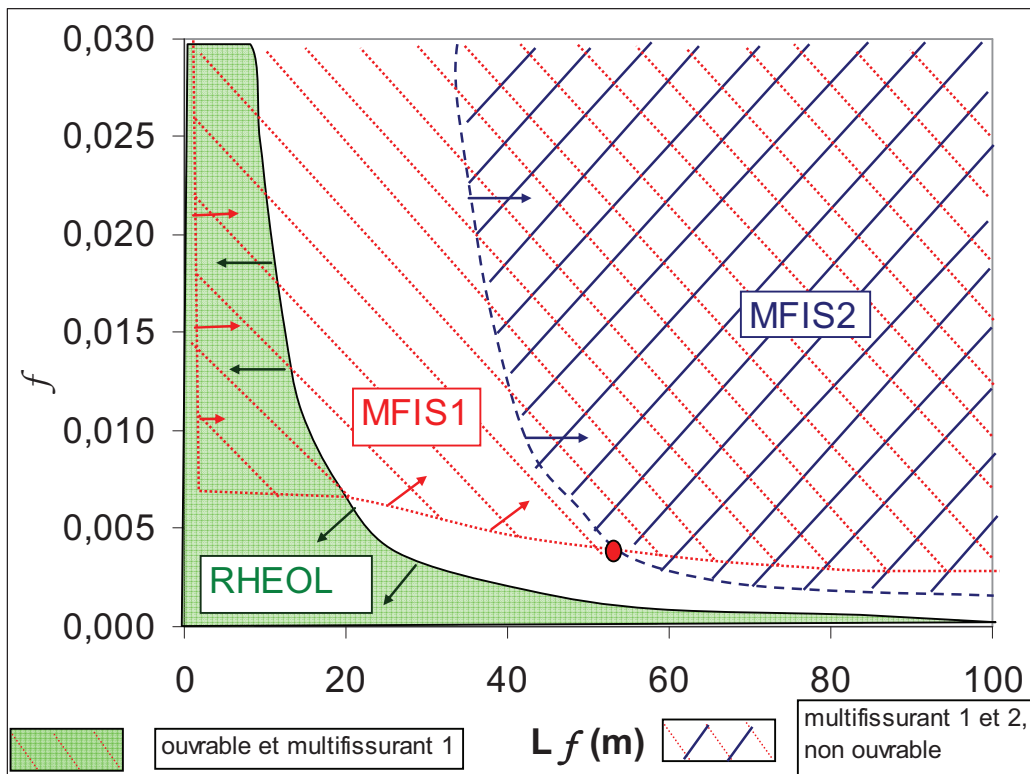 0,030
0,025
0,020
0,015
0,010
0,005
0,000
f
MFIS1
MFIS2
RHEOL
0 20 40 60 80 100
L f (m)
ouvrable et multifissurant 1
multifissurant 1 et 2,
non ouvrable